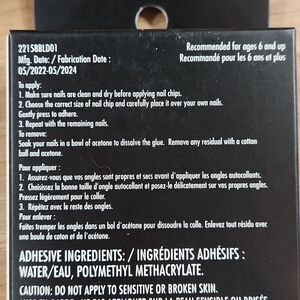 22158BLD01
Recommended for ages 6 and up
Mfg. Date: / Fabrication Date :
Recommandé pour les 6 ans et plus
05/2022-05/2024
To apply:
1. Make sure nails are clean and dry before applying nail chips.
2. Choose the correct size of nail chip and carefully place it over your own nails.
Gently press to adhere.
3. Repeat with the remaining nails.
To remove:
Soak your nails in a bowl of acetone to dissolve the glue. Remove any residual with a cotton
ball and acetone.
Pour appliquer :
1. Assurez-vous que vos ongles sont propres et secs avant d'appliquer les ongles autocollants.
2. Choisissez la bonne taille d'ongle autocollant et posez-le délicatement sur vos propres ongles.
Pressez légèrement pour le coller.
3. Répétez avec le reste des ongles.
Pour enlever :
Faites tremper les ongles dans un bol d'acétone pour dissoudre la colle. Enlevez tout résidu avec
une boule de coton et de l'acétone.
ADHESIVE INGREDIENTS: / INGRÉDIENTS ADHÉSIFS :
WATER/EAU, POLYMETHYL METHACRYLATE.
CAUTION: DO NOT APPLY TO SENSITIVE OR BROKEN SKIN.